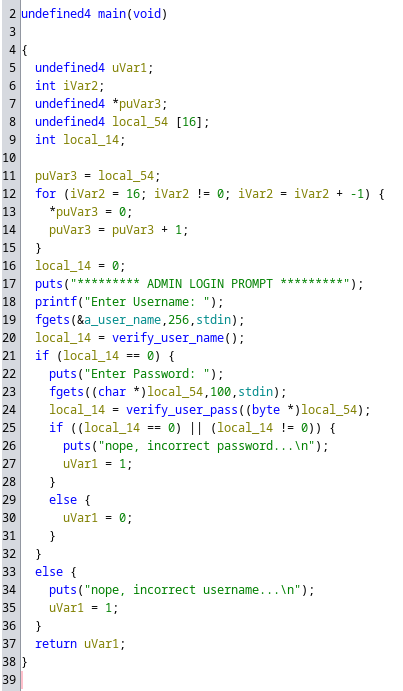 2 undefined4 main(void)
3
4 {
5   undefined4 uVar1;
6   int iVar2;
7   undefined4 *puVar3;
8   undefined4 local_54 [16];
9   int local_14;
10
11   puVar3 = local_54;
12   for (iVar2 = 16; iVar2 != 0; iVar2 = iVar2 + -1) {
13     *puVar3 = 0;
14     puVar3 = puVar3 + 1;
15   }
16   local_14 = 0;
17   puts("********* ADMIN LOGIN PROMPT *********");
18   printf("Enter Username: ");
19   fgets(&a_user_name,256,stdin);
20   local_14 = verify_user_name();
21   if (local_14 == 0) {
22     puts("Enter Password: ");
23     fgets((char *)local_54,100,stdin);
24     local_14 = verify_user_pass((byte *)local_54);
25     if ((local_14 == 0) || (local_14 != 0)) {
26       puts("nope, incorrect password...\n");
27       uVar1 = 1;
28     }
29     else {
30       uVar1 = 0;
31     }
32   }
33   else {
34     puts("nope, incorrect username...\n");
35     uVar1 = 1;
36   }
37   return uVar1;
38 }
39